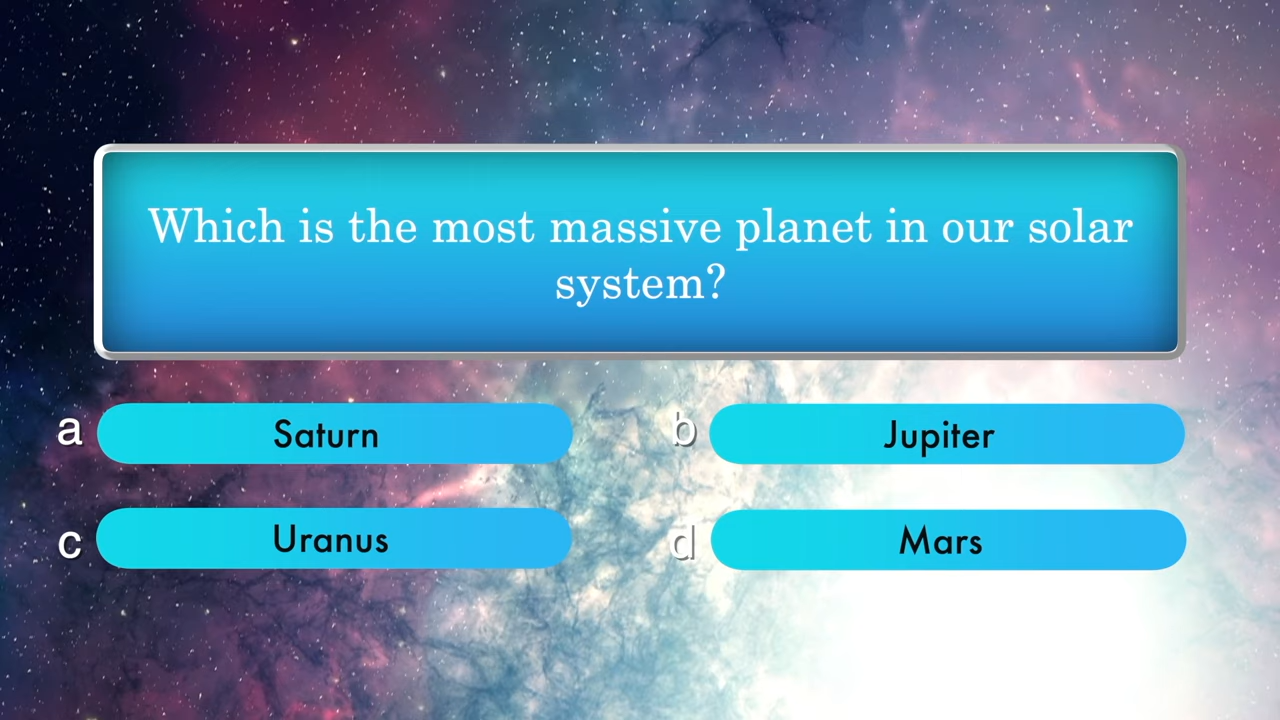 Which is the most massive planet in our solar
system?
a Saturn
b Jupiter
c Uranus
d Mars